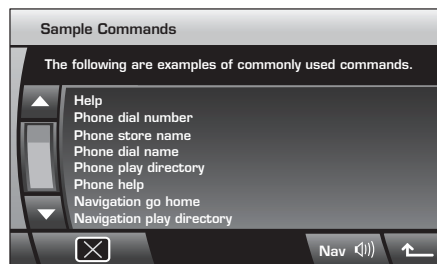 Sample Commands
The following are examples of commonly used commands.
Help
Phone dial number
Phone store name
Phone dial name
Phone play directory
Phone help
Navigation go home
Navigation play directory
Nav